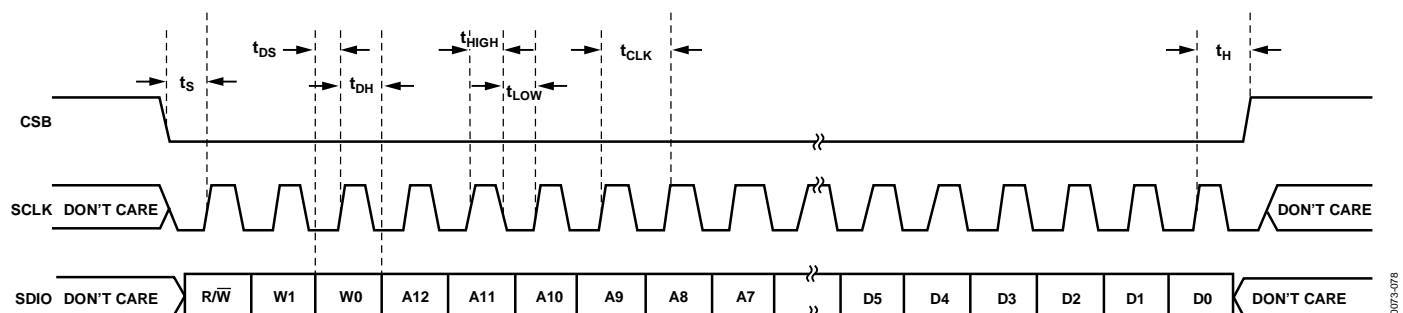 tDS
tHIGH
tCLK
tH
tS
tDH
tLOW
CSB
SCLK DON'T CARE
DON'T CARE
SDIO DON'T CARE R/W̅ W1 W0 A12 A11 A10 A9 A8 A7 D5 D4 D3 D2 D1 D0 DON'T CARE